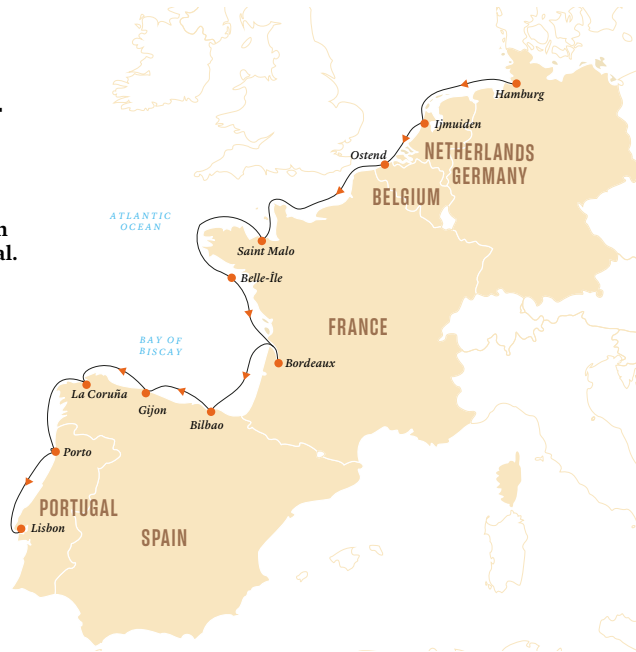 Hamburg
Ijmuiden
Ostend
NETHERLANDS
GERMANY
BELGIUM
ATLANTIC
OCEAN
n
al.
Saint Malo
Belle-Île
FRANCE
BAY OF
BISCAY
Bordeaux
La Coruña
Gijon
Bilbao
Porto
PORTUGAL
Lisbon
SPAIN